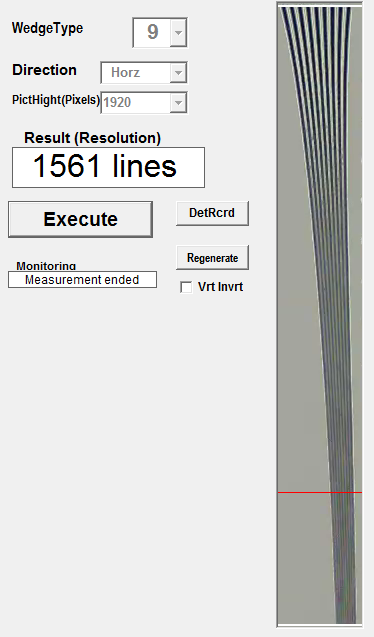 WedgeType 9
Direction Horz
PictHight(Pixels) 1920
Result (Resolution)
1561 lines
Execute
DetRcrd
Regenerate
Monitoring
Measurement ended
Vrt Invrt